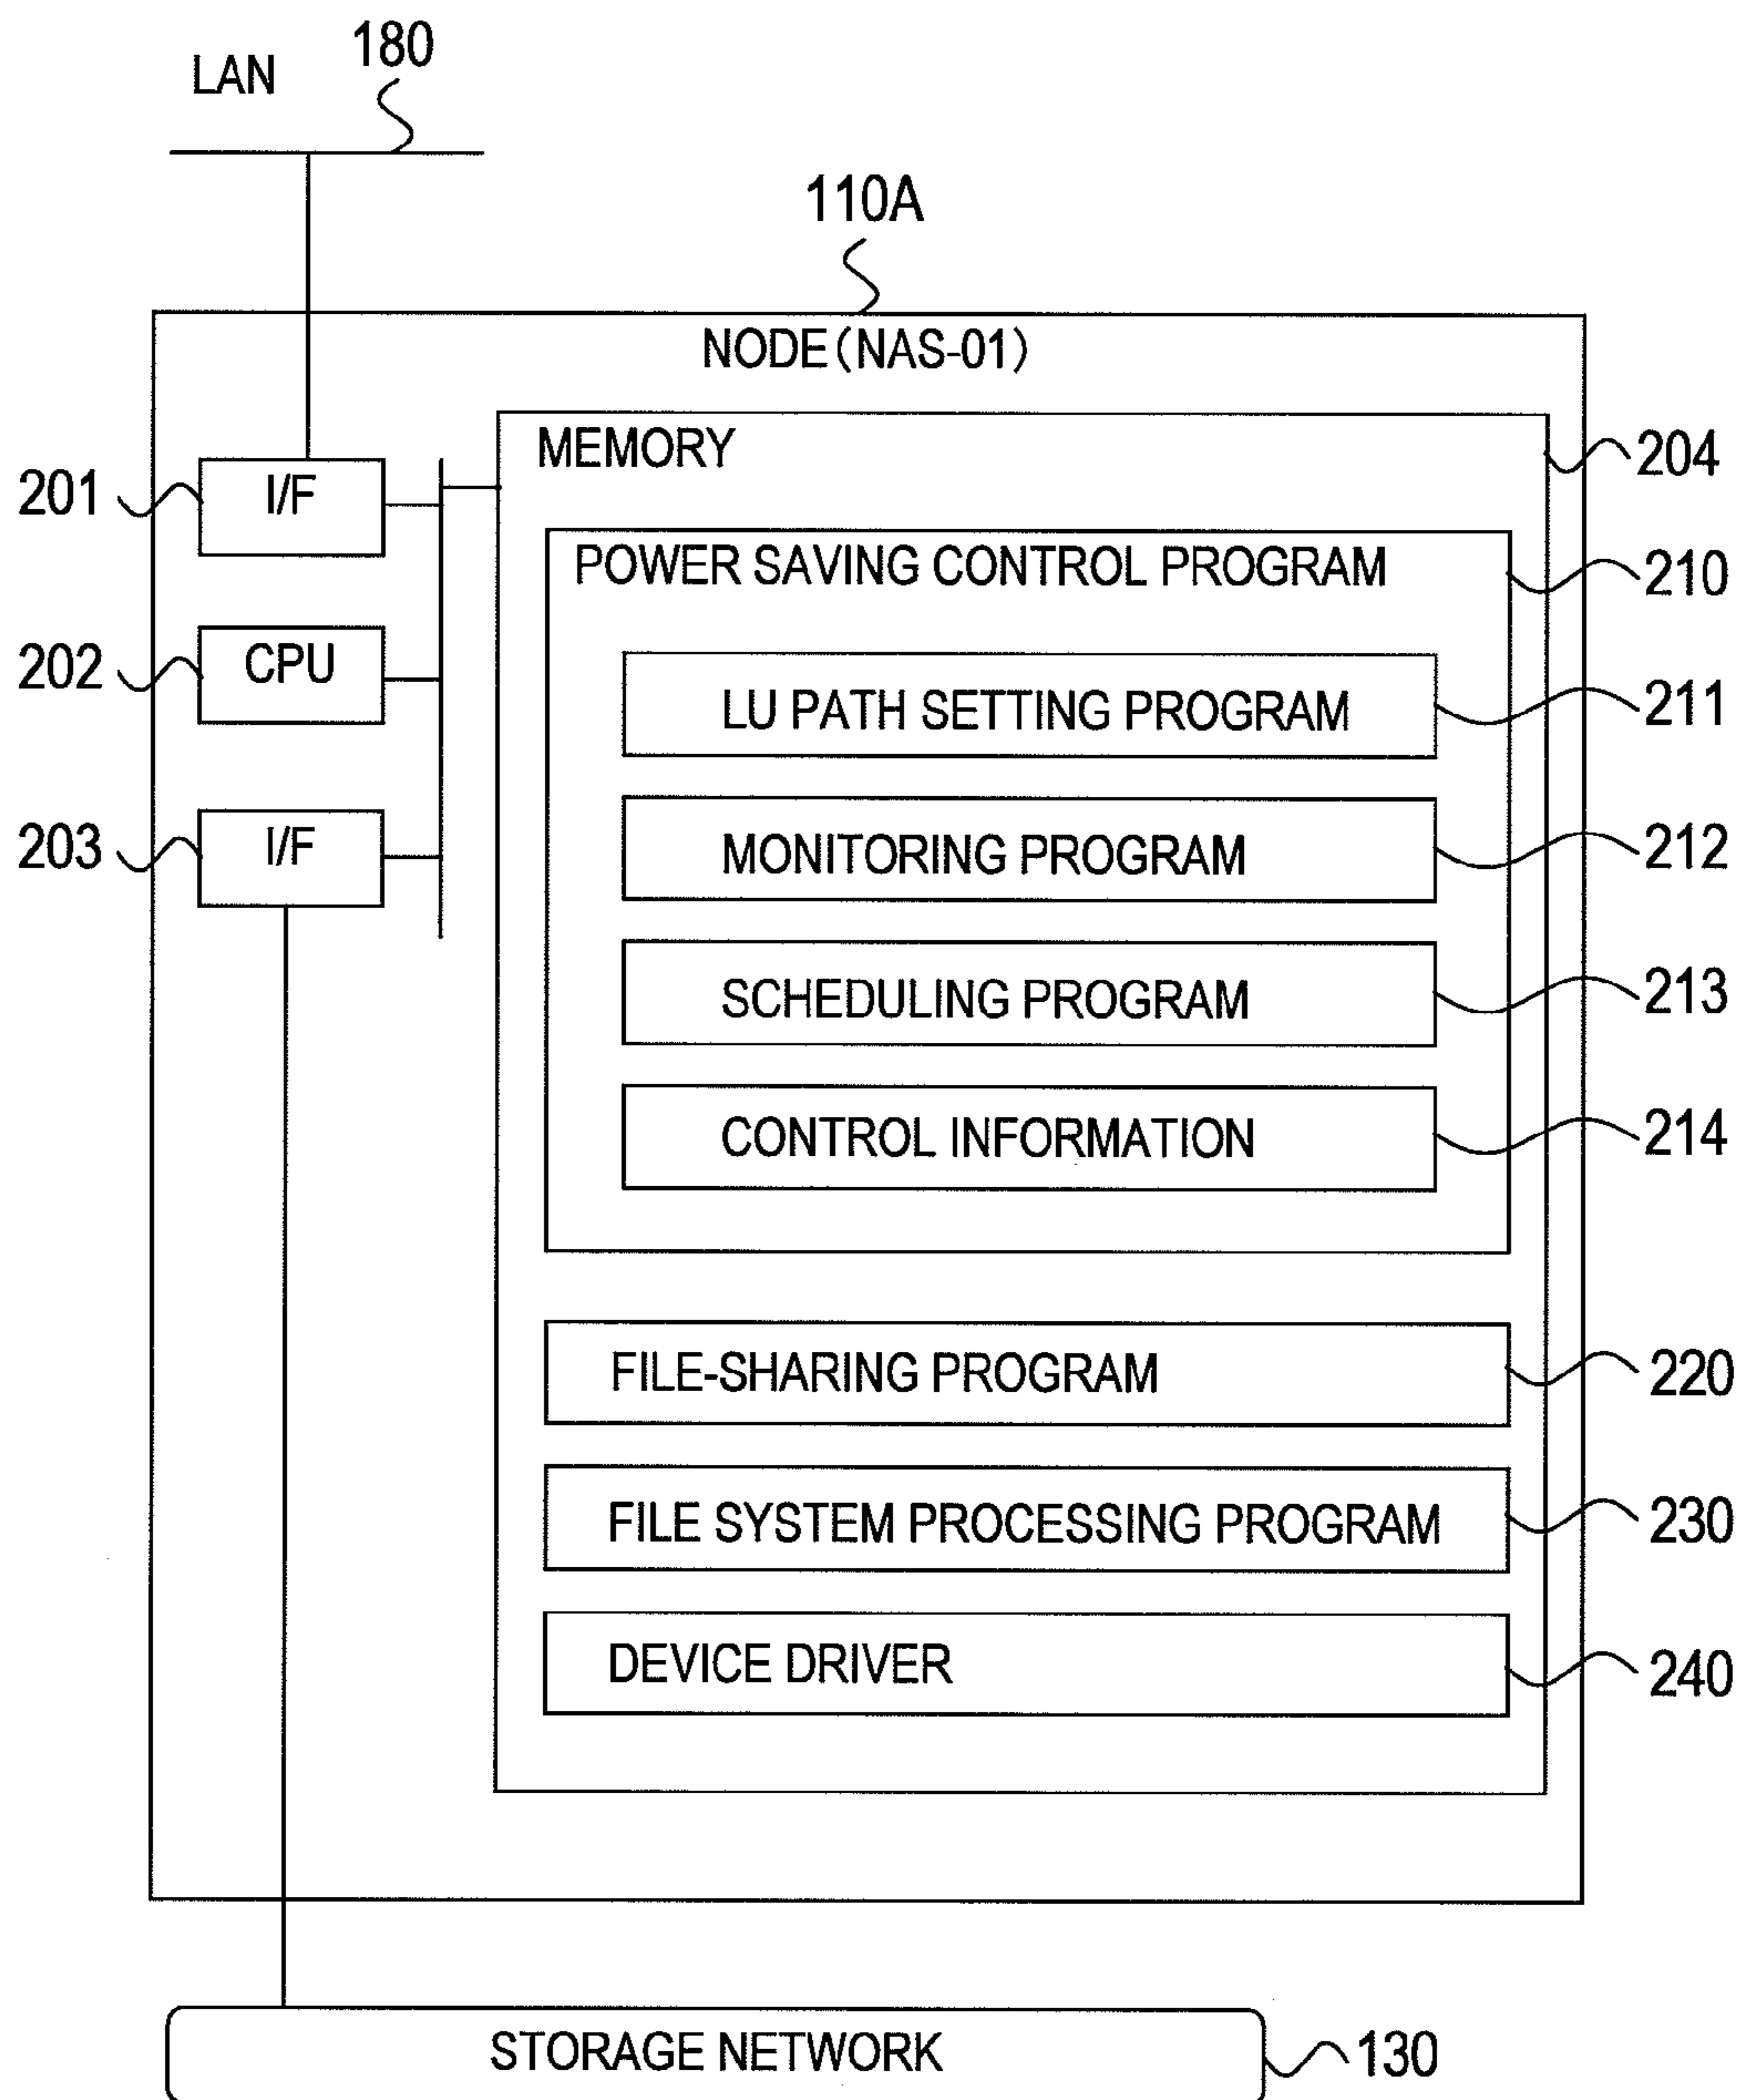 LAN 180
110A
NODE(NAS-01)
MEMORY 204
201 I/F
POWER SAVING CONTROL PROGRAM 210
202 CPU
LU PATH SETTING PROGRAM 211
203 I/F
MONITORING PROGRAM 212
SCHEDULING PROGRAM 213
CONTROL INFORMATION 214
FILE-SHARING PROGRAM 220
FILE SYSTEM PROCESSING PROGRAM 230
DEVICE DRIVER 240
STORAGE NETWORK 130